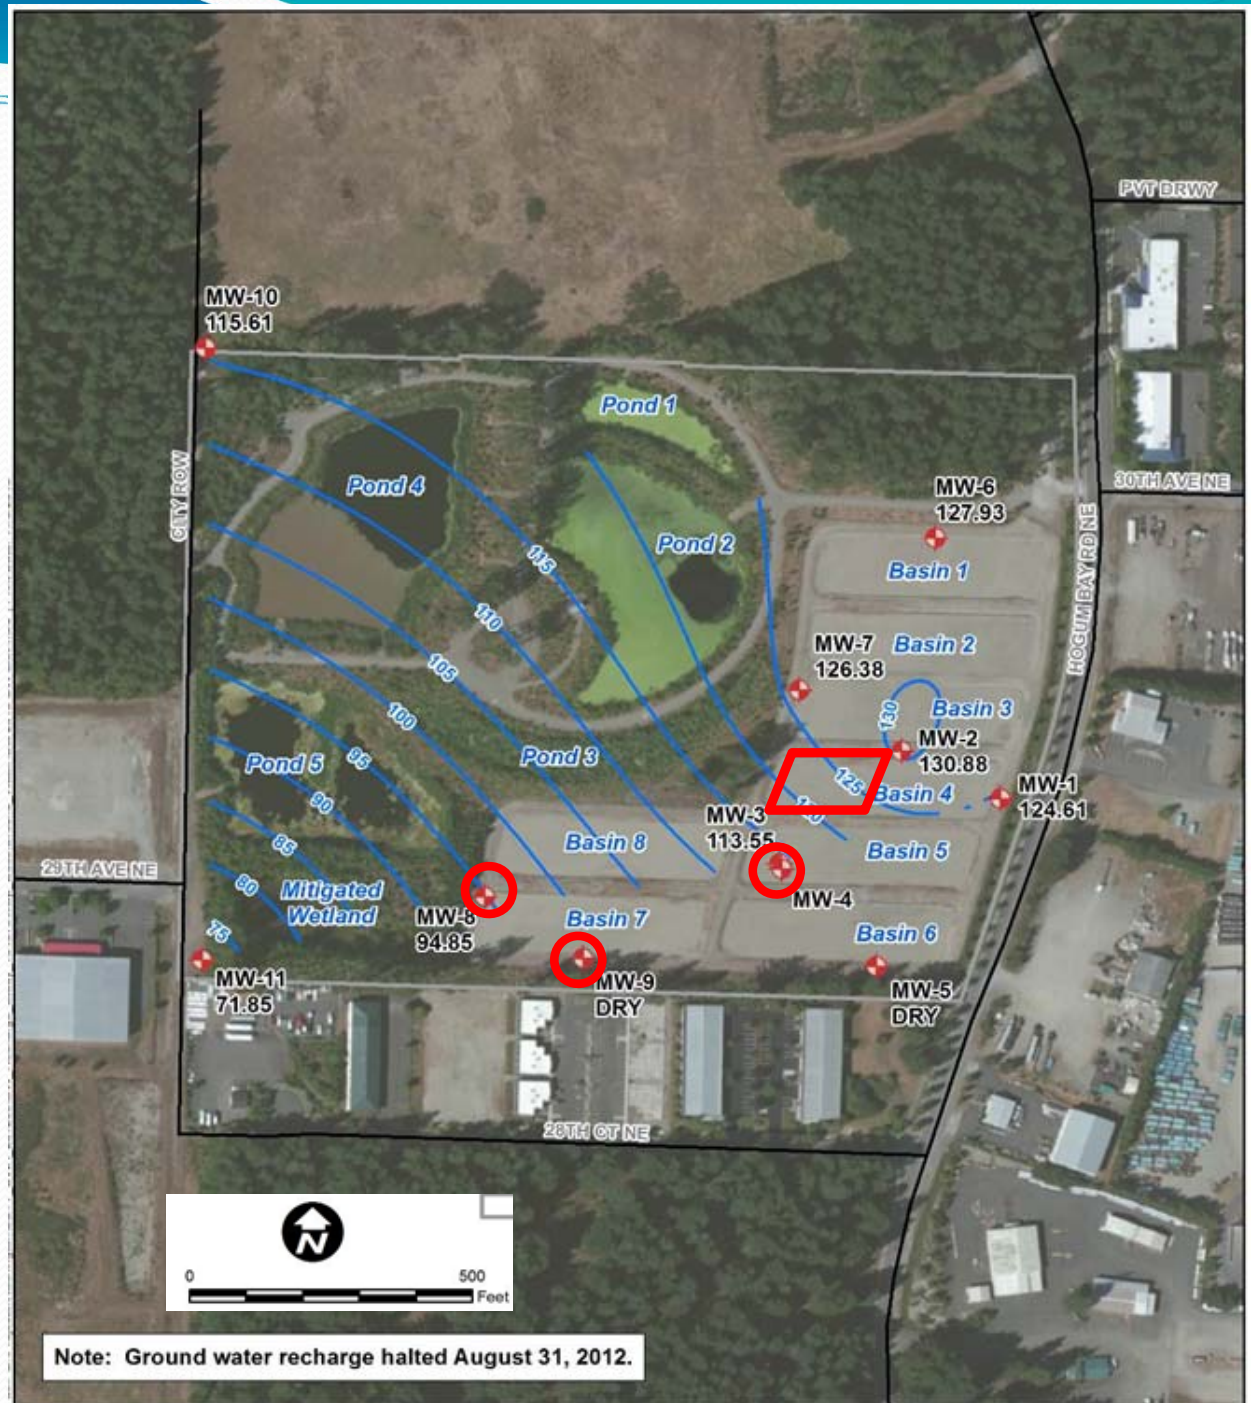 PVT DRWY
MW-10
115.61
Pond 1
30TH AVE NE
Pond 4
MW-6
127.93
CITY ROW
115
Pond 2
Basin 1
HOGUM BAY RD NE
110
Basin 2
MW-7
126.38
105
130
Basin 3
100
MW-2
130.88
95
Pond 3
Pond 5
125
Basin 4
MW-1
124.61
90
MW-3
113.55
85
Basin 8
Basin 5
29TH AVE NE
80
Mitigated
Wetland
MW-4
MW-8
94.85
Basin 7
Basin 6
75
MW-11
71.85
MW-9
DRY
MW-5
DRY
28TH CT NE
N
0 500
Feet
Note: Ground water recharge halted August 31, 2012.